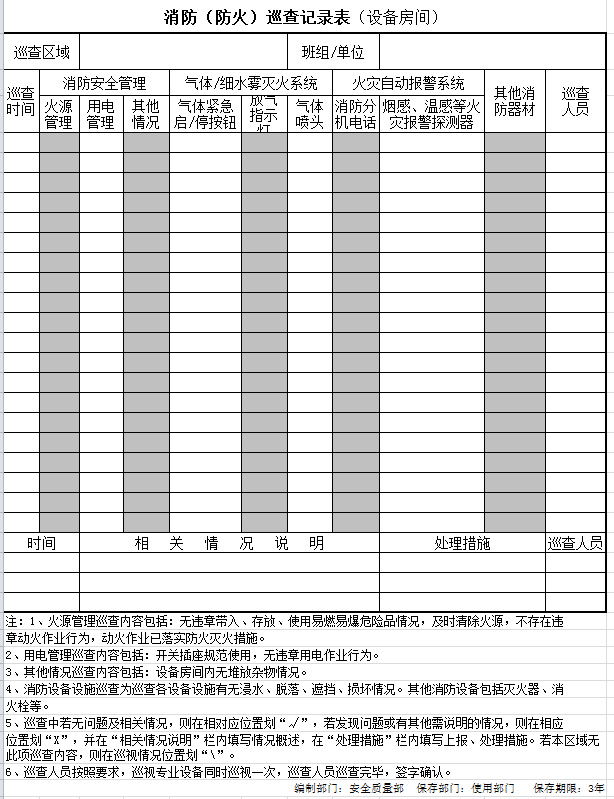 消防（防火）巡查记录表（设备房间）
巡查区域 班组/单位
巡查时间 消防安全管理 气体/细水雾灭火系统 火灾自动报警系统 其他消防器材 巡查人员
火源管理 用电管理 其他情况 气体紧急启/停按钮 放气指示灯 气体喷头 消防分机电话 烟感、温感等火灾报警探测器
时间 相 关 情 况 说 明 处理措施 巡查人员
注：1、火源管理巡查内容包括：无违章带入、存放、使用易燃易爆危险品情况，及时清除火源，不存在违
章动火作业行为，动火作业已落实防火灭火措施。
2、用电管理巡查内容包括：开关插座规范使用，无违章用电作业行为。
3、其他情况巡查内容包括：设备房间内无堆放杂物情况。
4、消防设备设施巡查为巡查各设备设施有无浸水、脱落、遮挡、损坏情况。其他消防设备包括灭火器、消
火栓等。
5、巡查中若无问题及相关情况，则在相对应位置划“√”，若发现问题或有其他需说明的情况，则在相应
位置划“X”，并在“相关情况说明”栏内填写情况概述，在“处理措施”栏内填写上报、处理措施。若本区域无
此项巡查内容，则在巡视情况位置划“\”。
6、巡查人员按照要求，巡视专业设备同时巡视一次，巡查人员巡查完毕，签字确认。
编制部门：安全质量部 保存部门：使用部门 保存期限：3年